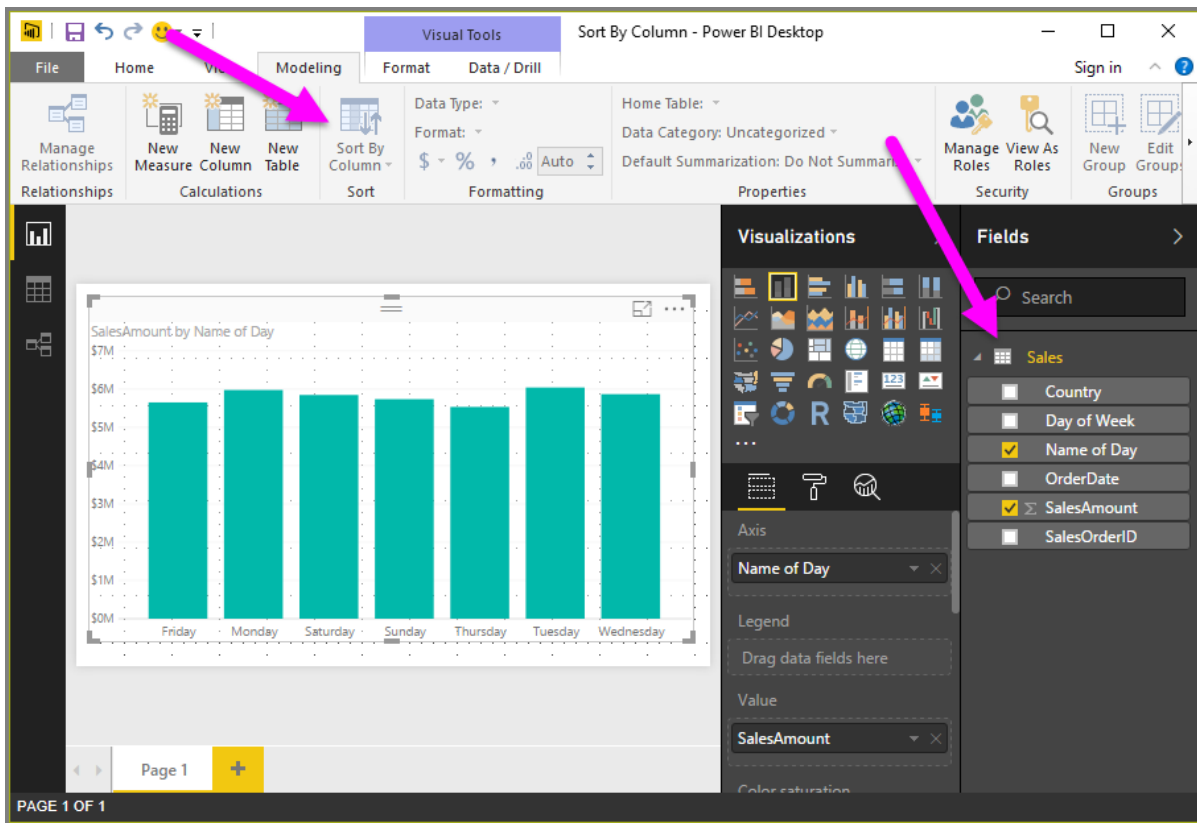 Visual Tools
Sort By Column - Power BI Desktop
File Home View Modeling Format Data / Drill Sign in
Manage Relationships
New Measure
New Column
New Table
Sort By Column
Data Type:
Format:
$ % , .00 Auto
Home Table:
Data Category: Uncategorized
Default Summarization: Do Not Summarize
Manage Roles
View As Roles
New Group
Edit Groups
Relationships Calculations Sort Formatting Properties Security Groups
Visualizations
SalesAmount by Name of Day
$7M
$6M
$5M
$4M
$3M
$2M
$1M
$0M
Friday Monday Saturday Sunday Thursday Tuesday Wednesday
123
R
Axis
Name of Day
Legend
Drag data fields here
Value
SalesAmount
Color saturation
Fields
Search
Sales
Country
Day of Week
Name of Day
OrderDate
Σ SalesAmount
SalesOrderID
Page 1 +
PAGE 1 OF 1